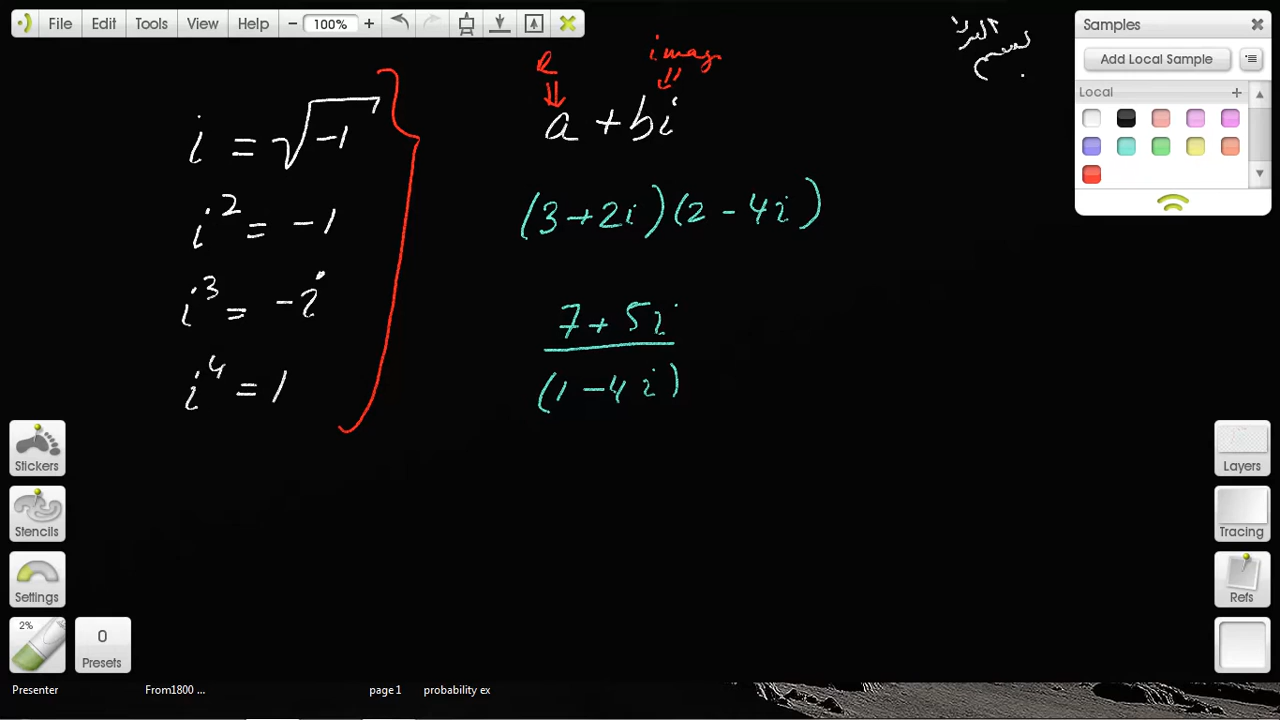 File Edit Tools View Help 100%
Samples
Add Local Sample
Local
i = √-1
i² = -1
i³ = -i
i⁴ = 1
R imag
a + bi
(3+2i)(2-4i)
7+5i
(1-4i)
Stickers
Stencils
Settings
2%
0
Presets
Layers
Tracing
Refs
Presenter From1800 ... page 1 probability ex